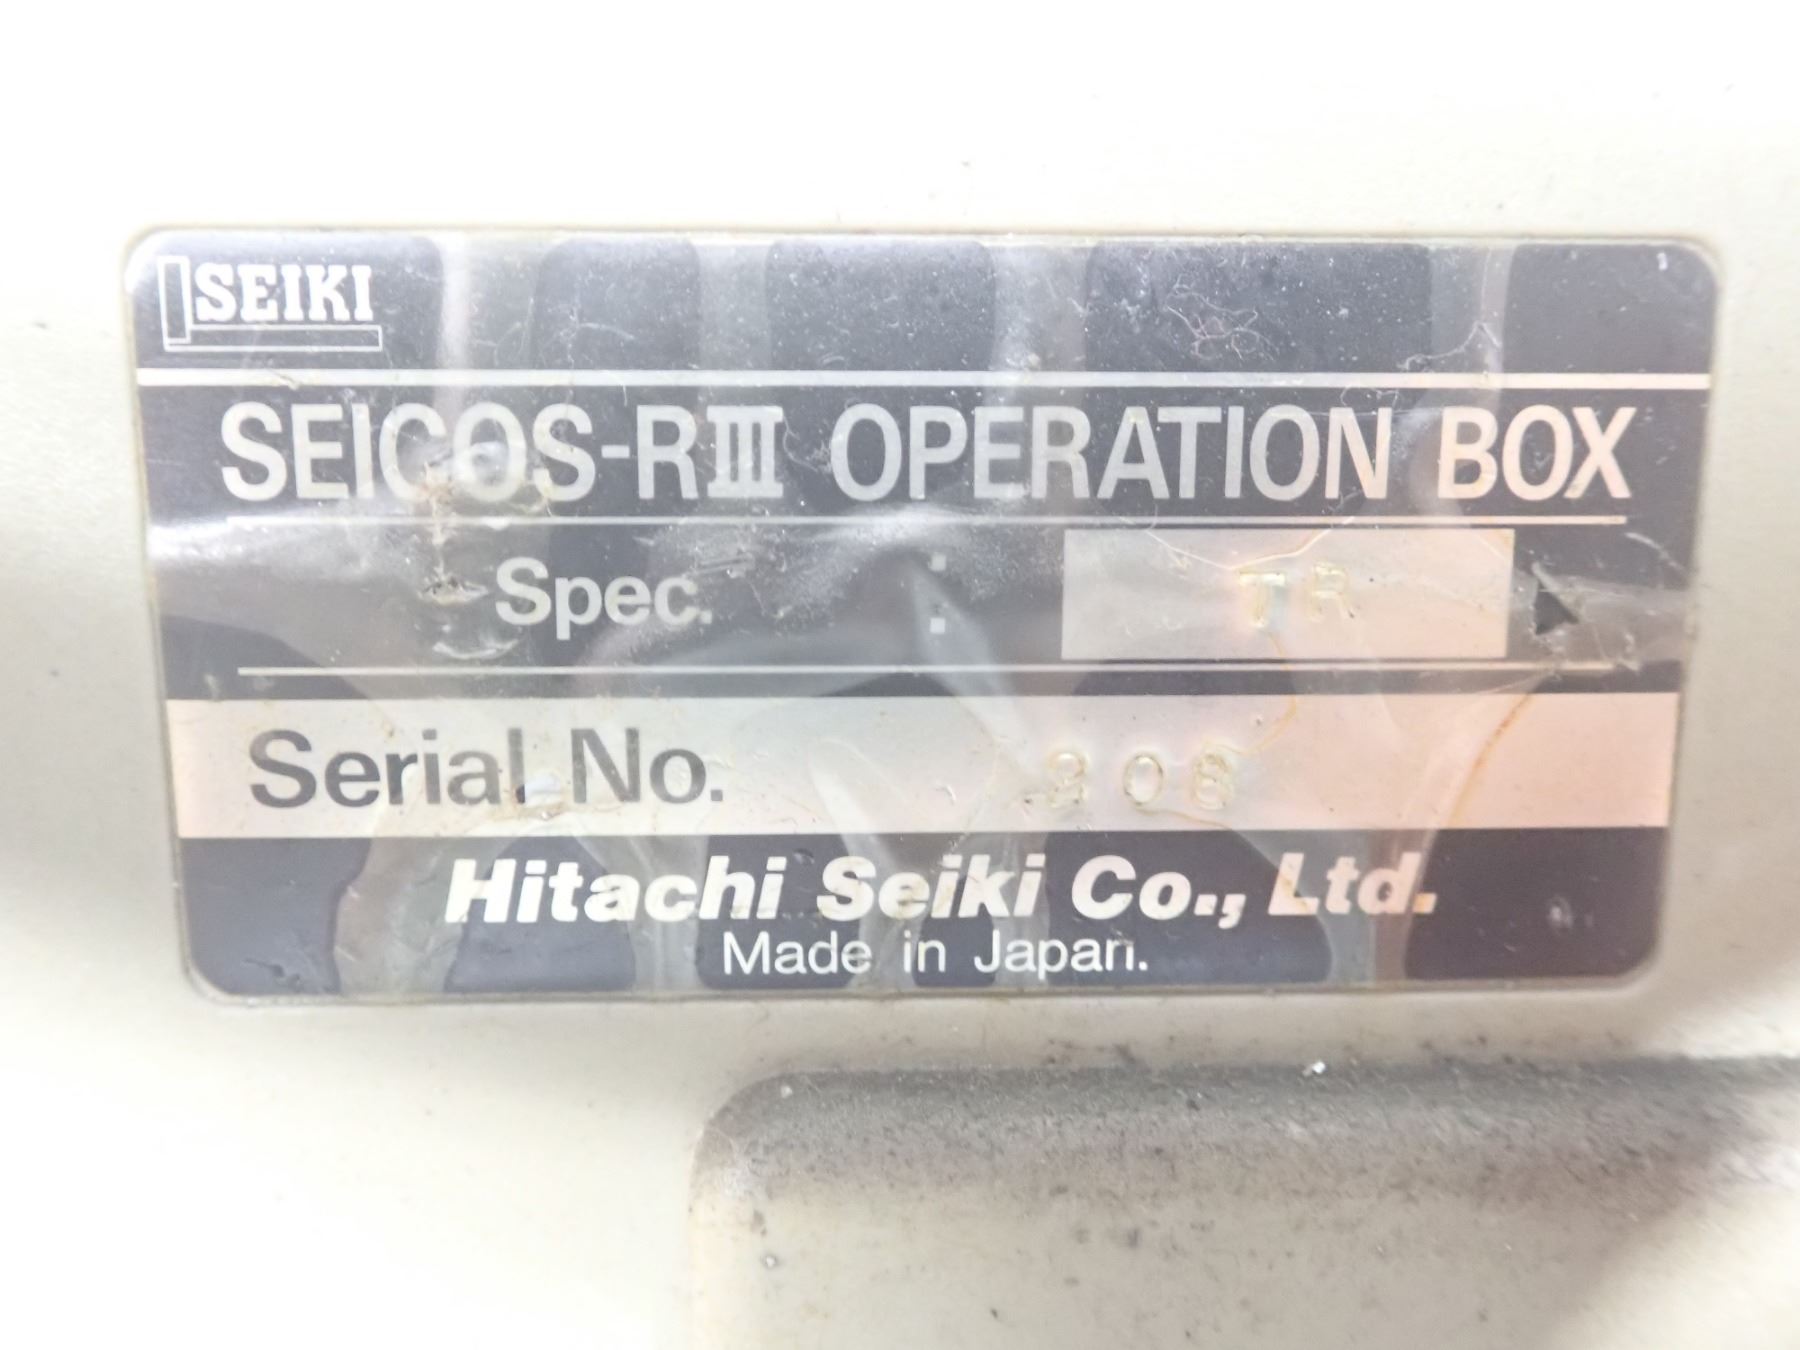 SEIKI
SEICOS-RIII OPERATION BOX
Spec. : TR
Serial No. 208
Hitachi Seiki Co., Ltd.
Made in Japan.